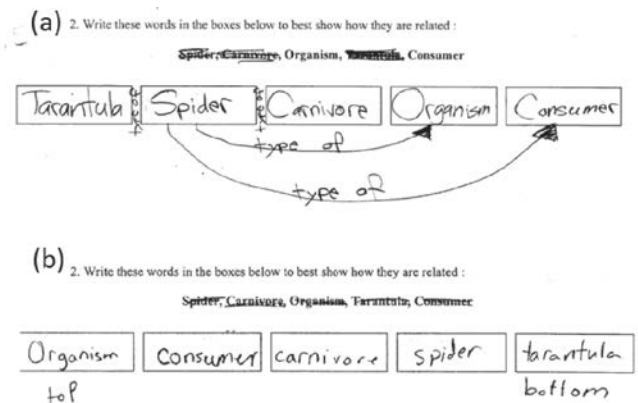 (a) 2. Write these words in the boxes below to best show how they are related :
Spider, Carnivore, Organism, Tarantula, Consumer
Tarantula Spider Carnivore Organism Consumer
type of
type of
(b) 2. Write these words in the boxes below to best show how they are related :
Spider, Carnivore, Organism, Tarantula, Consumer
Organism consumer carnivore spider tarantula
top bottom